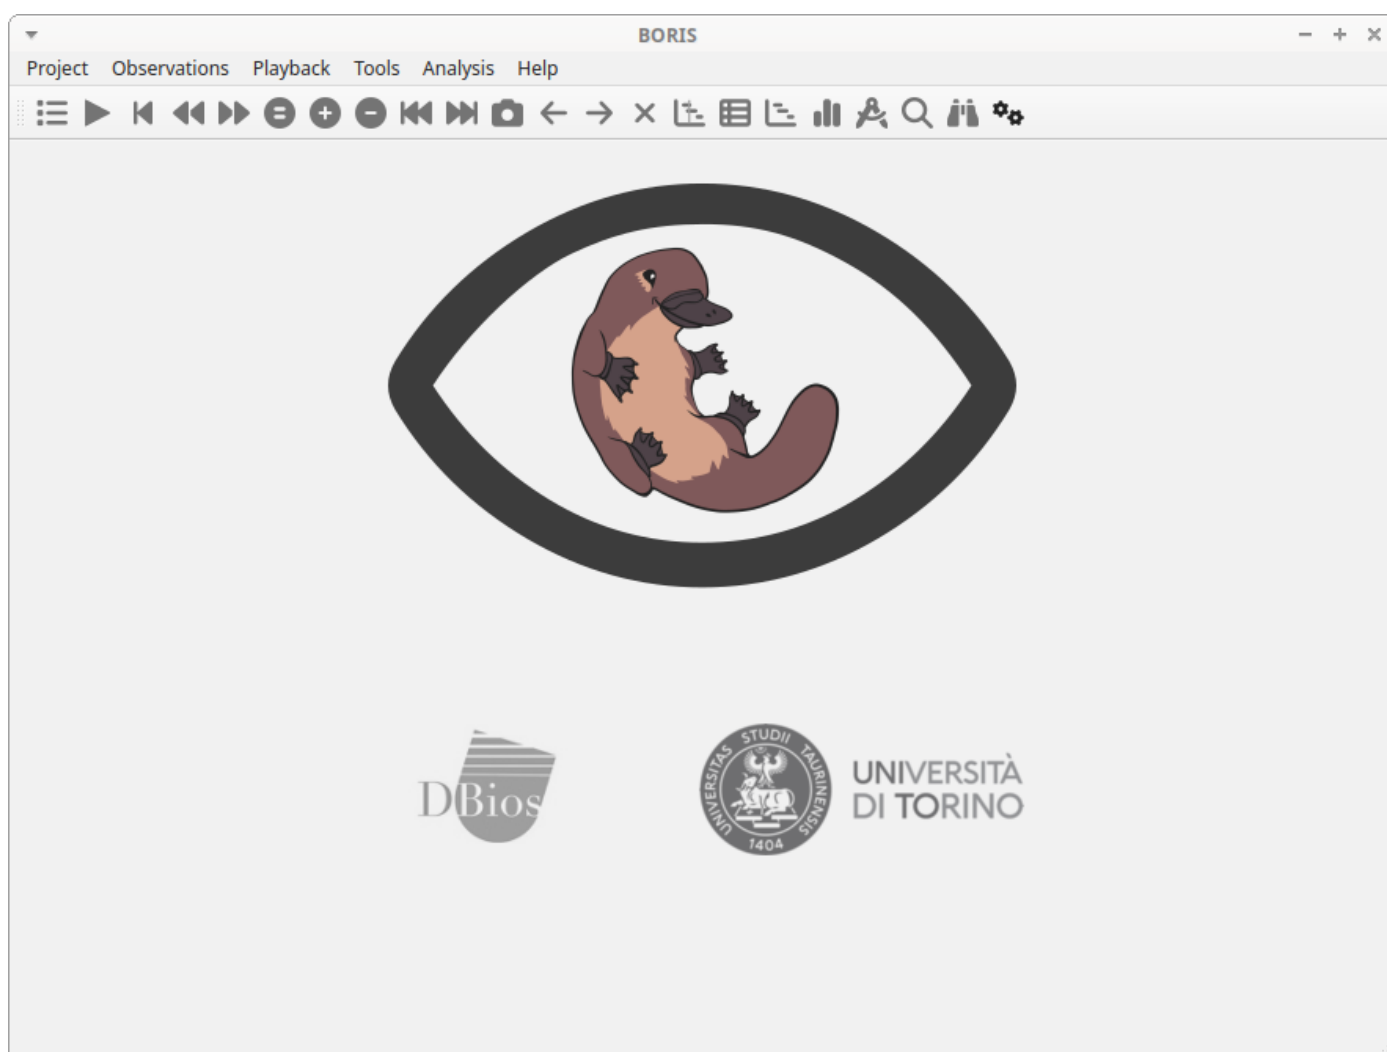 BORIS
Project Observations Playback Tools Analysis Help
DBios
UNIVERSITAS STUDII TAURINENSIS
1404
UNIVERSITÀ
DI TORINO